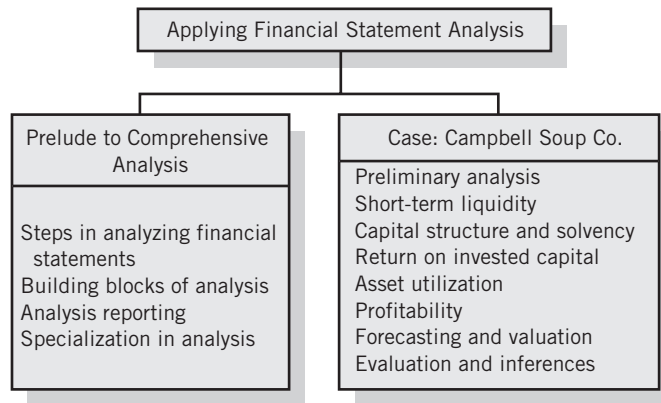 Applying Financial Statement Analysis
Prelude to Comprehensive
Analysis
Steps in analyzing financial
statements
Building blocks of analysis
Analysis reporting
Specialization in analysis
Case: Campbell Soup Co.
Preliminary analysis
Short-term liquidity
Capital structure and solvency
Return on invested capital
Asset utilization
Profitability
Forecasting and valuation
Evaluation and inferences